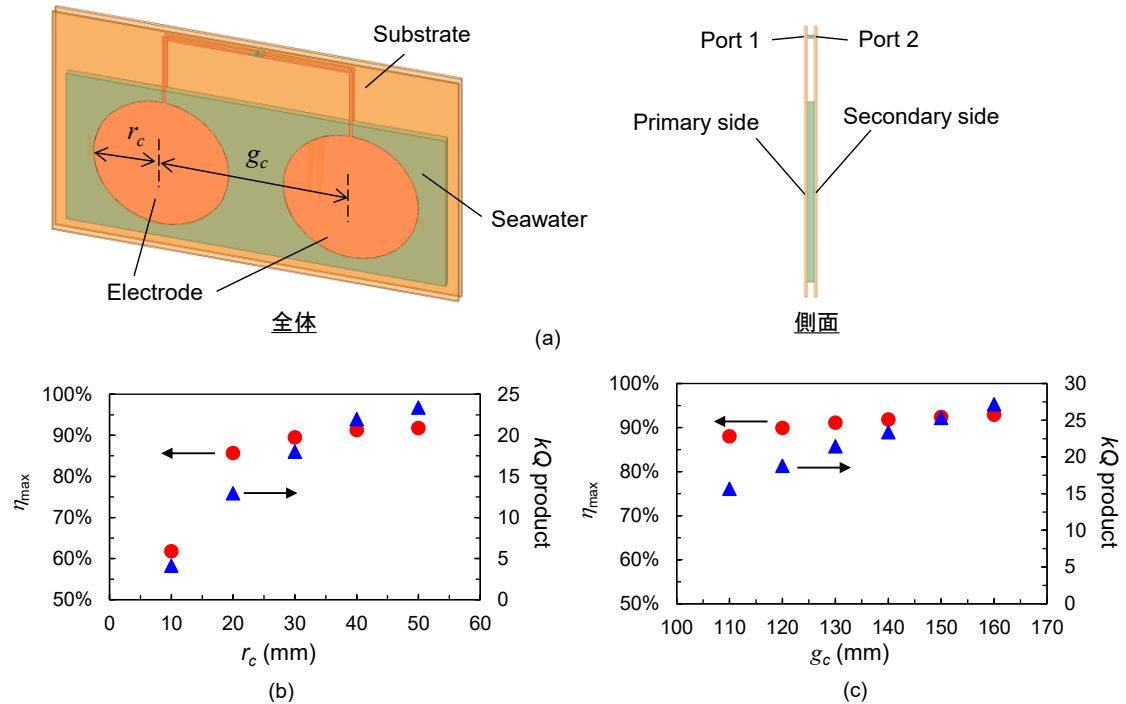 Substrate
r_c
g_c
Seawater
Electrode
全体
Port 1
Port 2
Primary side
Secondary side
側面
(a)
100%
90%
80%
70%
60%
50%
η_max
25
20
15
10
5
0
kQ product
0 10 20 30 40 50 60
r_c (mm)
(b)
100%
90%
80%
70%
60%
50%
η_max
30
25
20
15
10
5
0
kQ product
100 110 120 130 140 150 160 170
g_c (mm)
(c)